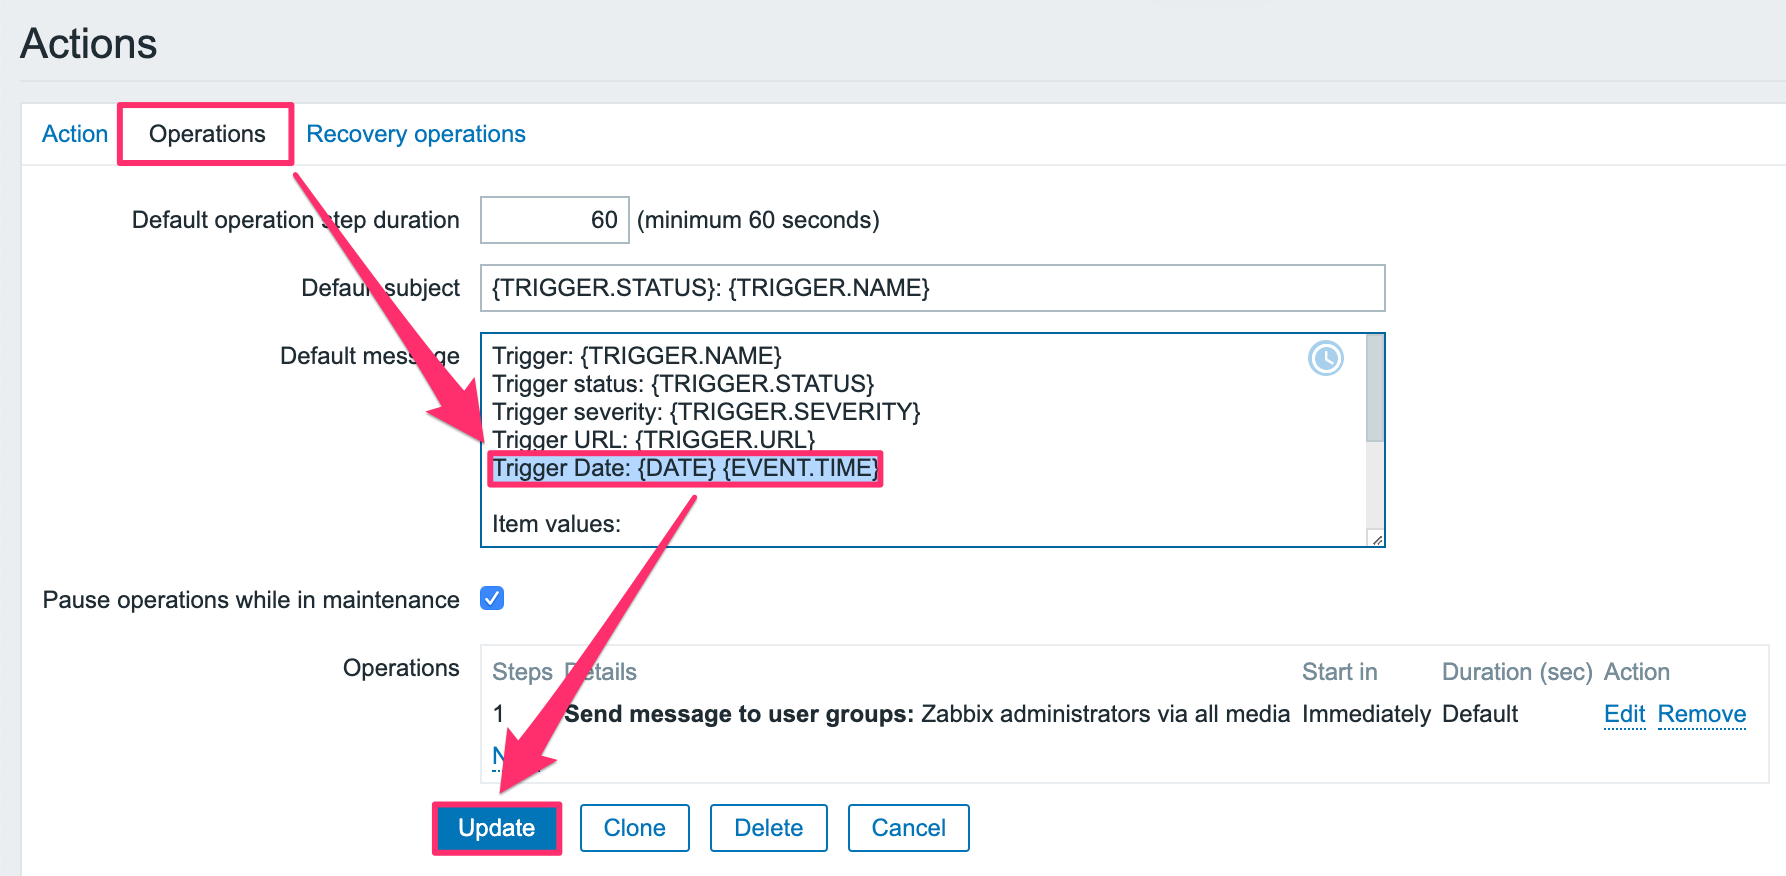 Actions
Action Operations Recovery operations
Default operation step duration 60 (minimum 60 seconds)
Default subject {TRIGGER.STATUS}: {TRIGGER.NAME}
Default message Trigger: {TRIGGER.NAME}
Trigger status: {TRIGGER.STATUS}
Trigger severity: {TRIGGER.SEVERITY}
Trigger URL: {TRIGGER.URL}
Trigger Date: {DATE} {EVENT.TIME}
Item values:
Pause operations while in maintenance
Operations Steps Details Start in Duration (sec) Action
1 Send message to user groups: Zabbix administrators via all media Immediately Default Edit Remove
Update Clone Delete Cancel